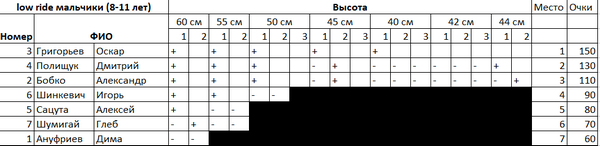 low ride мальчики (8-11 лет) Высота Место Очки
60 см 55 см 50 см 45 см 40 см 42 см 44 см
Номер ФИО 1 2 1 2 1 2 3 1 2 3 1 2 3 1 2 3 1 2
3 Григорьев Оскар + + + + + 1 150
4 Полищук Дмитрий + + + - + - - - - - - + 2 130
2 Бобко Александр + + + - + - - - - - - - + 3 110
6 Шинкевич Игорь + + - - 4 90
5 Сацута Алексей + - - 5 80
7 Шумигай Глеб - + - - 6 70
1 Ануфриев Дима - - 7 60